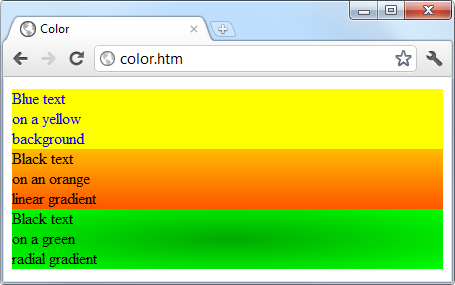 Color
color.htm
Blue text
on a yellow
background
Black text
on an orange
linear gradient
Black text
on a green
radial gradient